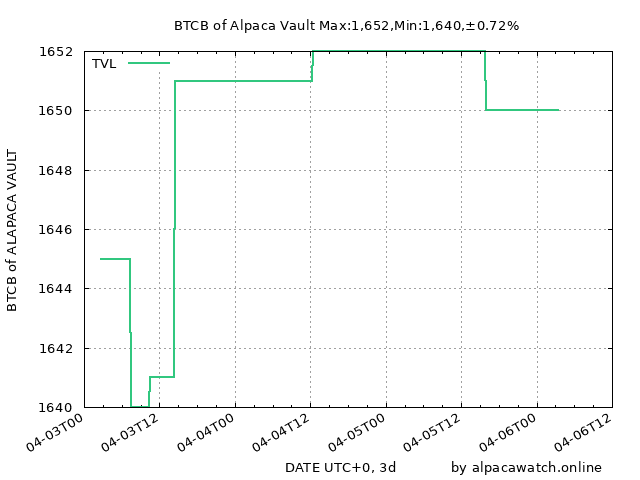 BTCB of Alpaca Vault Max:1,652,Min:1,640,±0.72%
TVL
BTCB of ALAPACA VAULT
1652
1650
1648
1646
1644
1642
1640
04-03T00
04-03T12
04-04T00
04-04T12
04-05T00
04-05T12
04-06T00
04-06T12
DATE UTC+0, 3d
by alpacawatch.online